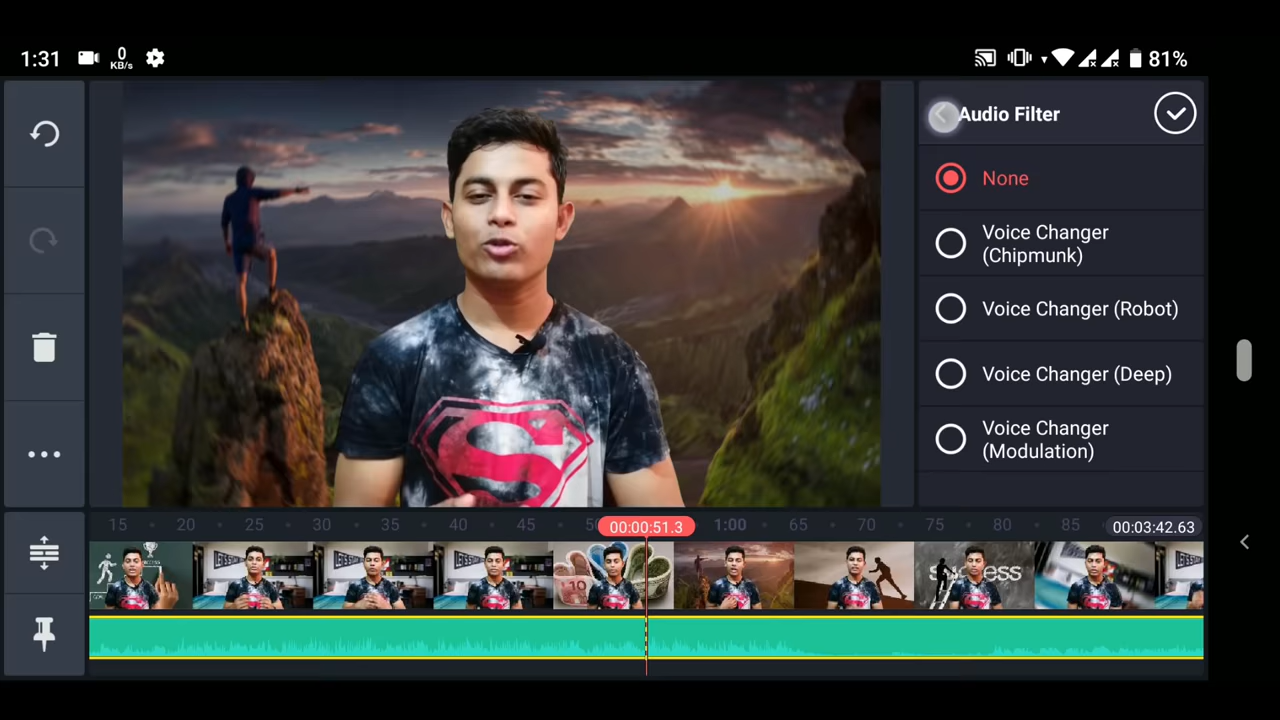 1:31
0
KB/s
81%
Audio Filter
None
Voice Changer
(Chipmunk)
Voice Changer (Robot)
Voice Changer (Deep)
Voice Changer
(Modulation)
S
15 20 25 30 35 40 45 00:00:51.3 1:00 65 70 75 80 85 00:03:42.63
10
success